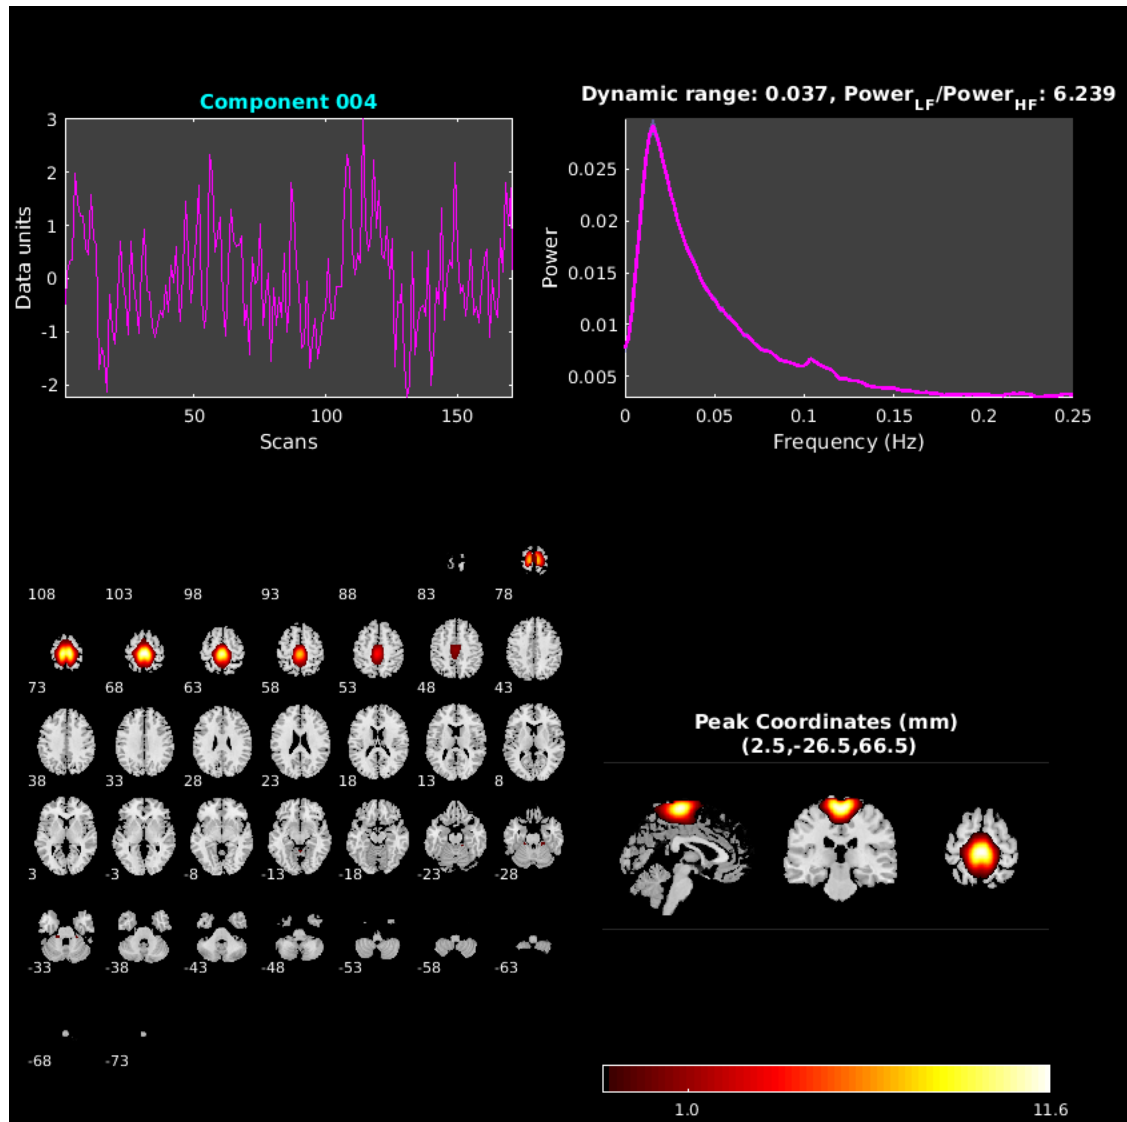 Component 004
3
2
1
0
-1
-2
Data units
50 100 150
Scans
Dynamic range: 0.037, PowerLF/PowerHF: 6.239
0.025
0.02
0.015
0.01
0.005
Power
0 0.05 0.1 0.15 0.2 0.25
Frequency (Hz)
108 103 98 93 88 83 78
73 68 63 58 53 48 43
38 33 28 23 18 13 8
3 -3 -8 -13 -18 -23 -28
-33 -38 -43 -48 -53 -58 -63
-68 -73
Peak Coordinates (mm)
(2.5,-26.5,66.5)
1.0 11.6